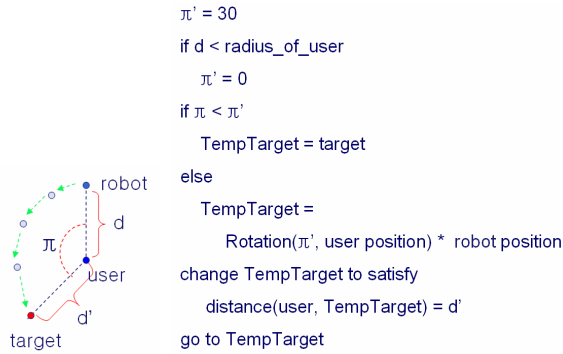 π' = 30
if d < radius_of_user
π' = 0
if π < π'
TempTarget = target
else
TempTarget =
Rotation(π', user position) * robot position
change TempTarget to satisfy
distance(user, TempTarget) = d'
go to TempTarget
robot
d
π
user
d'
target